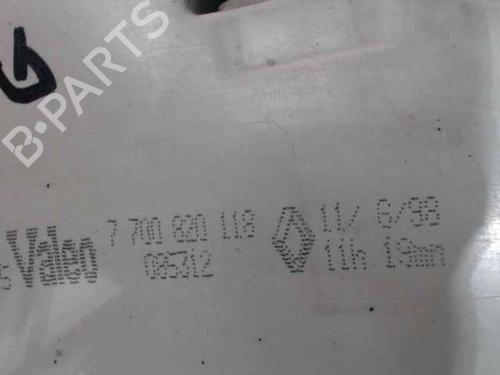 B-PARTS
Valeo 7 700 820 118 11/ 6/98
085312 11h 19mn